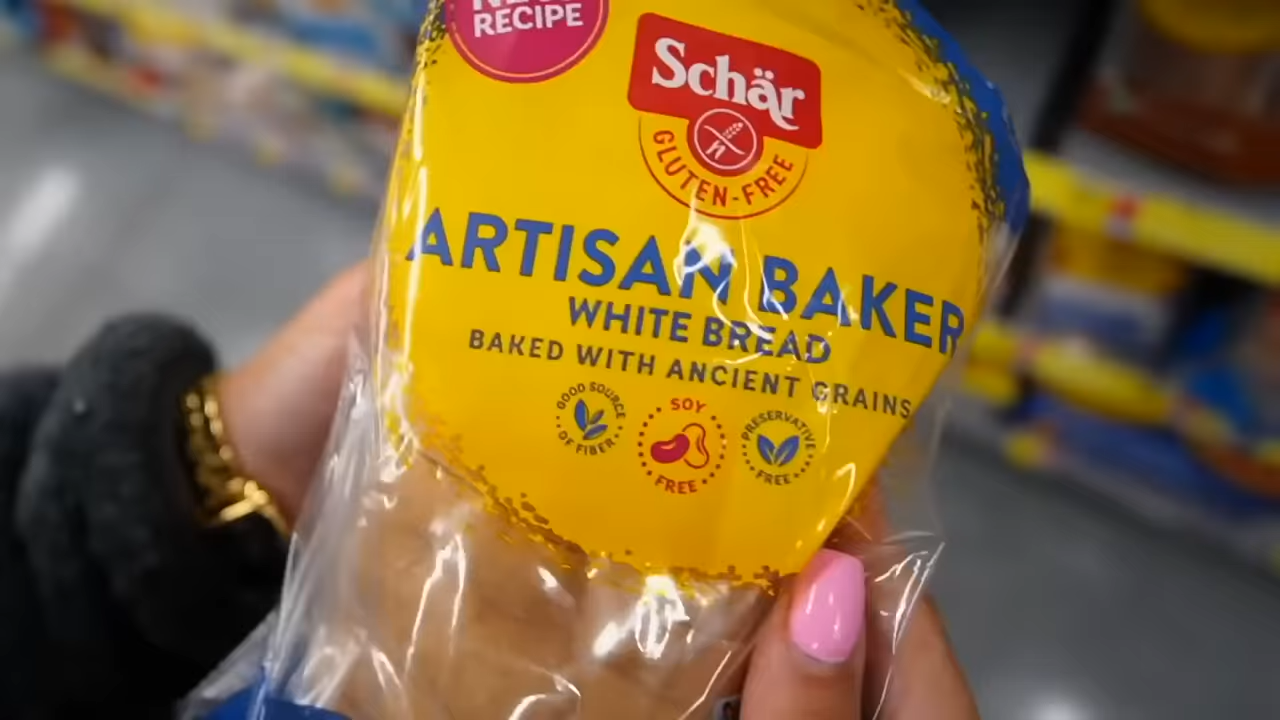 RECIPE
Schär
GLUTEN-FREE
ARTISAN BAKER
WHITE BREAD
BAKED WITH ANCIENT GRAINS
GOOD SOURCE OF FIBER
SOY FREE
PRESERVATIVE FREE